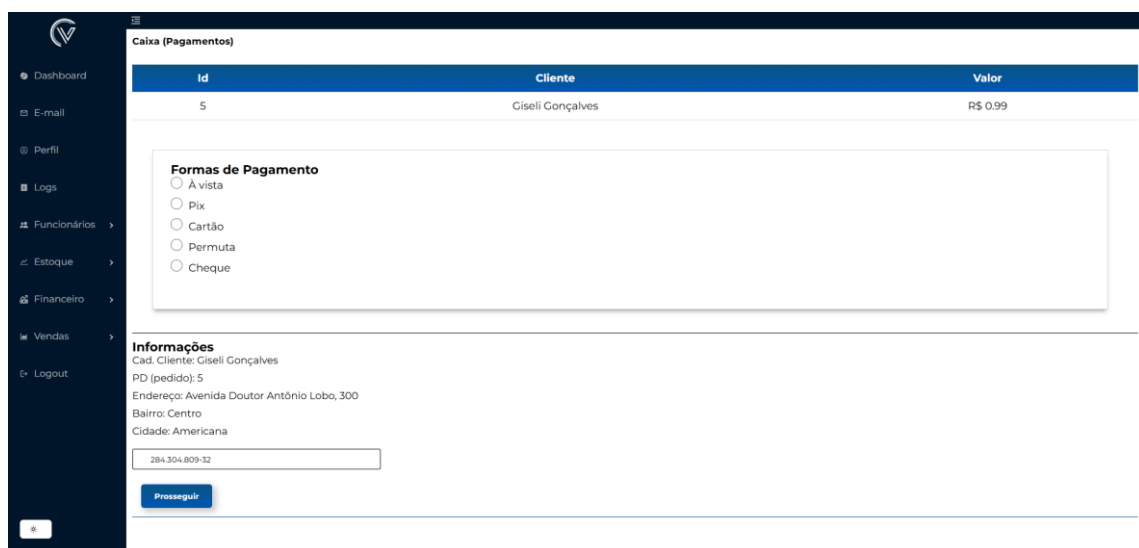 Caixa (Pagamentos)
Dashboard
E-mail
Perfil
Logs
Funcionários
Estoque
Financeiro
Vendas
Logout
Id Cliente Valor
5 Giseli Gonçalves R$ 0.99
Formas de Pagamento
À vista
Pix
Cartão
Permuta
Cheque
Informações
Cad. Cliente: Giseli Gonçalves
PD (pedido): 5
Endereço: Avenida Doutor Antônio Lobo, 300
Bairro: Centro
Cidade: Americana
284.304.809-32
Prosseguir